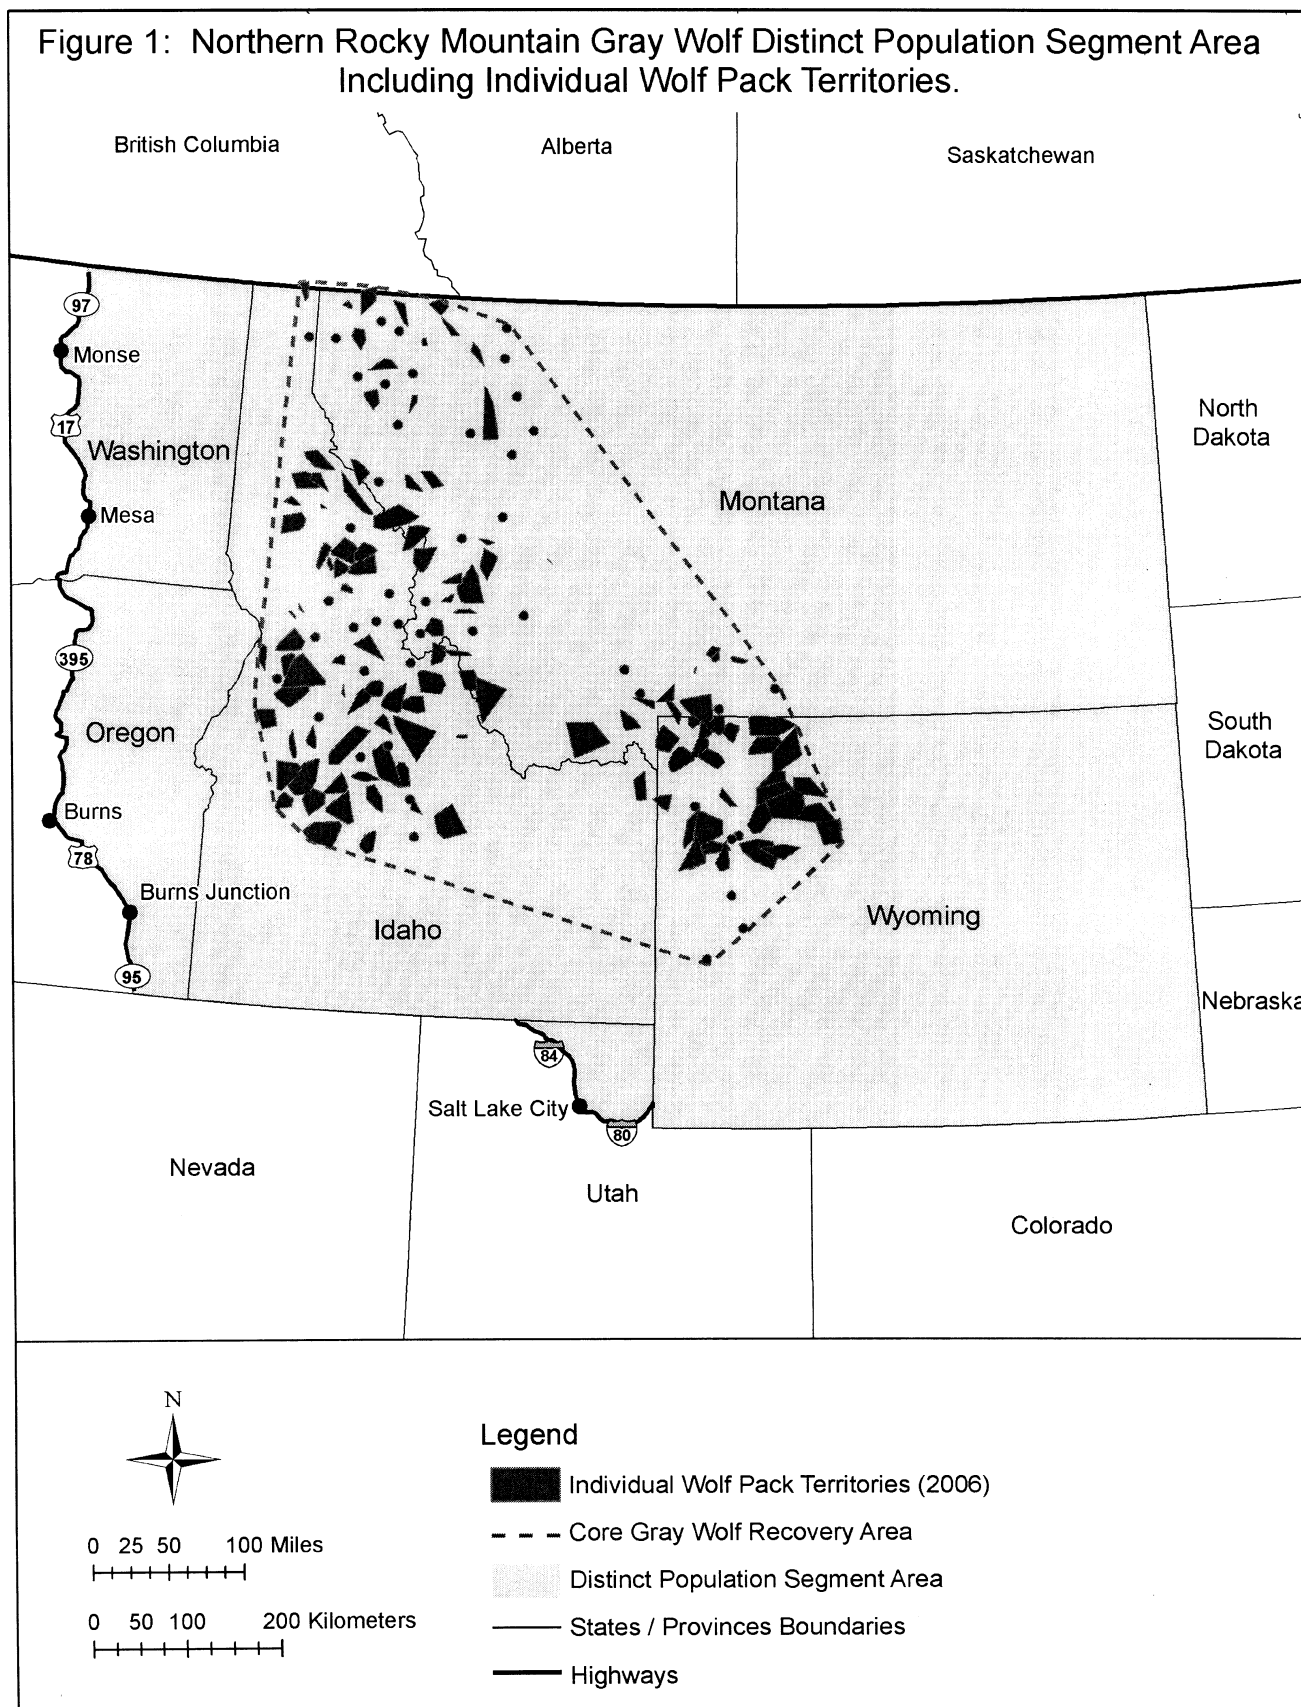 Figure 1: Northern Rocky Mountain Gray Wolf Distinct Population Segment Area
Including Individual Wolf Pack Territories.
British Columbia
Alberta
Saskatchewan
97
Monse
17
Washington
Mesa
Montana
North
Dakota
395
Oregon
South
Dakota
Burns
78
Burns Junction
Idaho
Wyoming
95
Nebraska
84
Salt Lake City
80
Nevada
Utah
Colorado
N
0 25 50 100 Miles
0 50 100 200 Kilometers
Legend
Individual Wolf Pack Territories (2006)
Core Gray Wolf Recovery Area
Distinct Population Segment Area
States / Provinces Boundaries
Highways